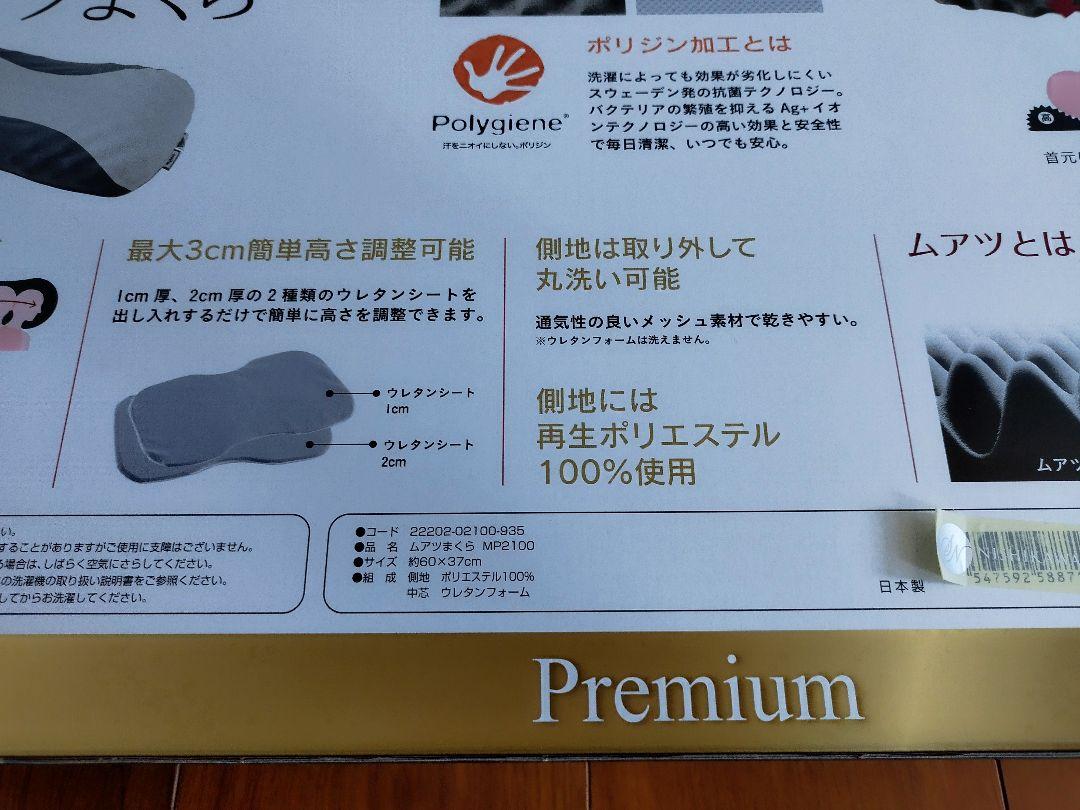 まくら
Polygiene®
汗をニオイにしない。ポリジン
ポリジン加工とは
洗濯によっても効果が劣化しにくい
スウェーデン発の抗菌テクノロジー。
バクテリアの繁殖を抑える Ag+ イオ
ンテクノロジーの高い効果と安全性
で毎日清潔、いつでも安心。
高
首元
最大3cm簡単高さ調整可能
1cm 厚、2cm 厚の 2 種類のウレタンシートを
出し入れするだけで簡単に高さを調整できます。
ウレタンシート
1cm
ウレタンシート
2cm
側地は取り外して
丸洗い可能
通気性の良いメッシュ素材で乾きやすい。
※ウレタンフォームは洗えません。
側地には
再生ポリエステル
100%使用
ムアツとは
ムアツ
い。
することがありますがご使用に支障はございません。
場合は、しばらく空気にさらしてください。
の洗濯機の取り扱い説明書をご参照ください。
してからお洗濯してください。
●コード 22202-02100-935
●品 名 ムアツまくら MP2100
●サイズ 約60×37cm
●組 成 側地 ポリエステル100%
中芯 ウレタンフォーム
日本製
547592 5887
Premium